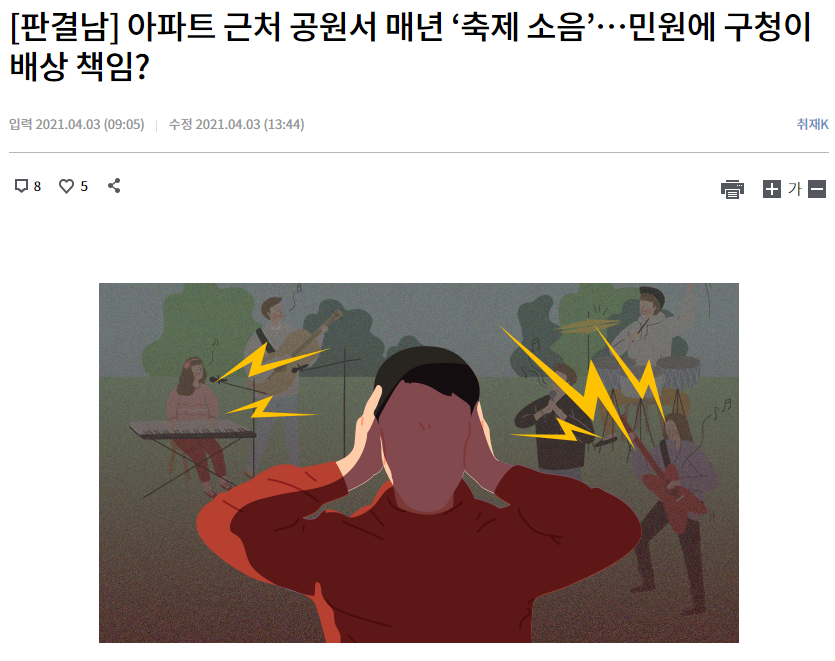 [판결남] 아파트 근처 공원서 매년 ‘축제 소음’…민원에 구청이
배상 책임?
입력 2021.04.03 (09:05) | 수정 2021.04.03 (13:44) 취재K
8 5 가